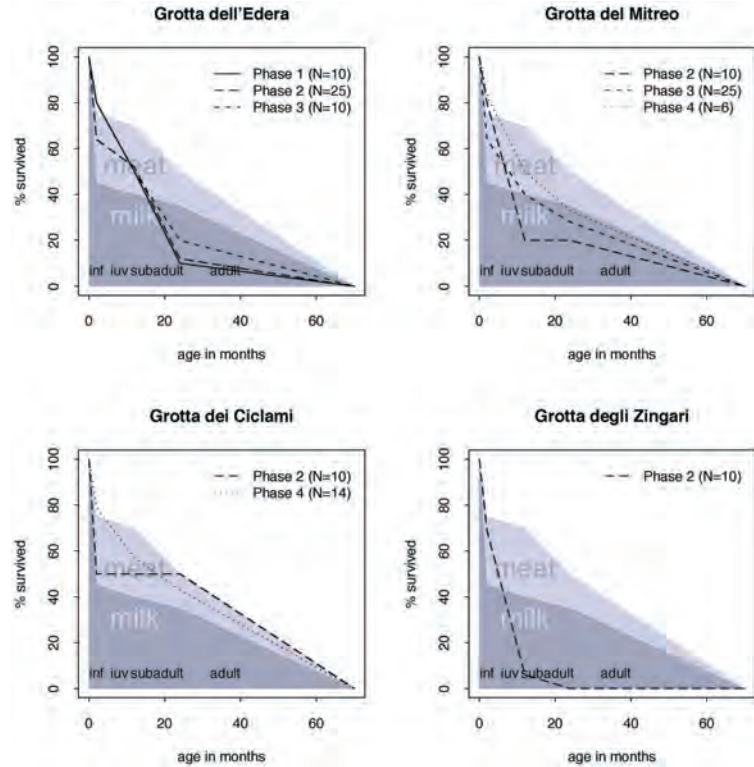 Grotta dell'Edera
% survived
100
80
60
40
20
0
Phase 1 (N=10)
Phase 2 (N=25)
Phase 3 (N=10)
meat
milk
inf iuv subadult adult
0 20 40 60
age in months
Grotta del Mitreo
% survived
100
80
60
40
20
0
Phase 2 (N=10)
Phase 3 (N=25)
Phase 4 (N=6)
meat
milk
inf iuv subadult adult
0 20 40 60
age in months
Grotta dei Ciclami
% survived
100
80
60
40
20
0
Phase 2 (N=10)
Phase 4 (N=14)
meat
milk
inf iuv subadult adult
0 20 40 60
age in months
Grotta degli Zingari
% survived
100
80
60
40
20
0
Phase 2 (N=10)
meat
milk
inf iuv subadult adult
0 20 40 60
age in months